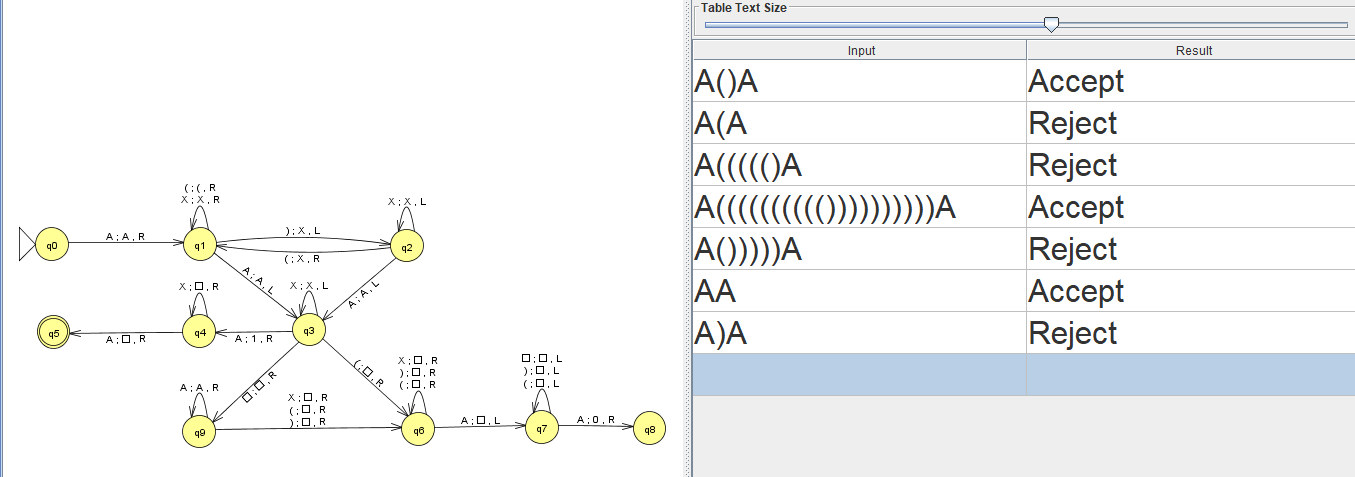 Table Text Size
Input Result
A()A Accept
A(A Reject
A((((()A Reject
A(((((((((())))))))))A Accept
A()))))A Reject
AA Accept
A)A Reject
(;(,R
X;X,R
X;X,L
q0
A;A,R
q1
);X,L
(;X,R
q2
A;A,L
A;A,L
X;□,R
X;X,L
q5
A;□,R
q4
A;1,R
q3
□;□,R
(;□,R
X;□,R
);□,R
(;□,R
□;□,L
);□,L
(;□,L
A;A,R
X;□,R
(;□,R
);□,R
q9
q6
A;□,L
q7
A;0,R
q8